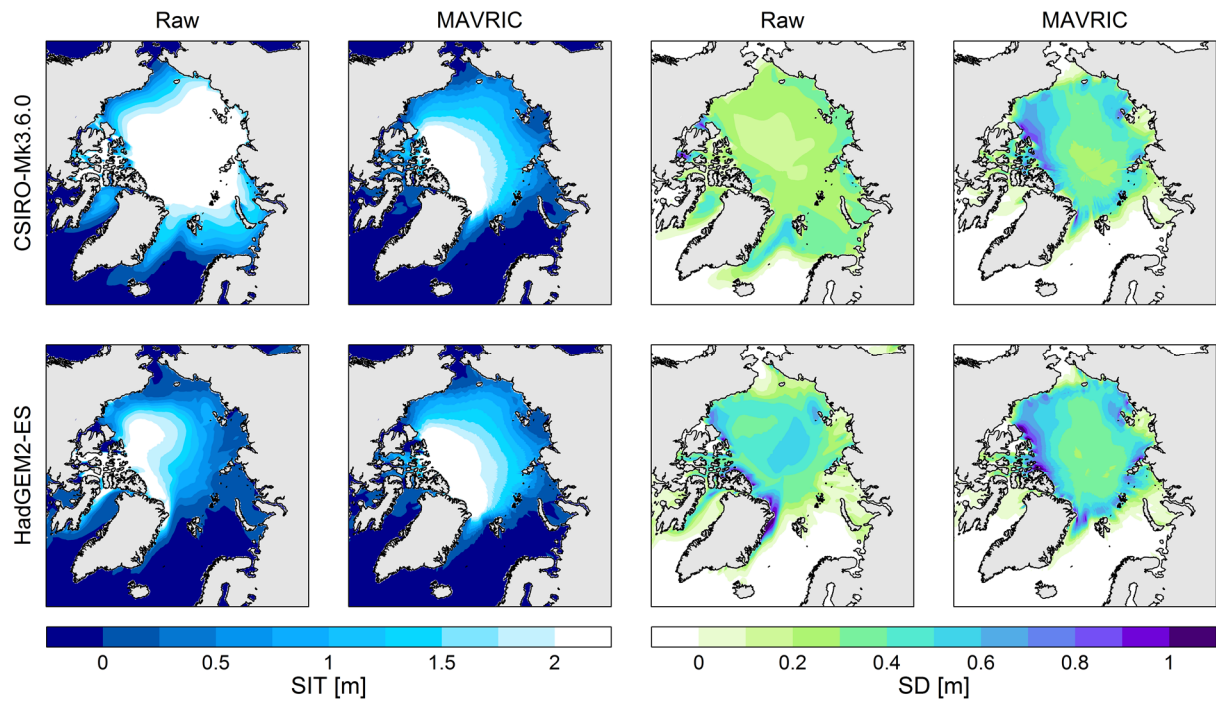 Raw MAVRIC Raw MAVRIC
CSIRO-Mk3.6.0
HadGEM2-ES
0 0.5 1 1.5 2
SIT [m]
0 0.2 0.4 0.6 0.8 1
SD [m]